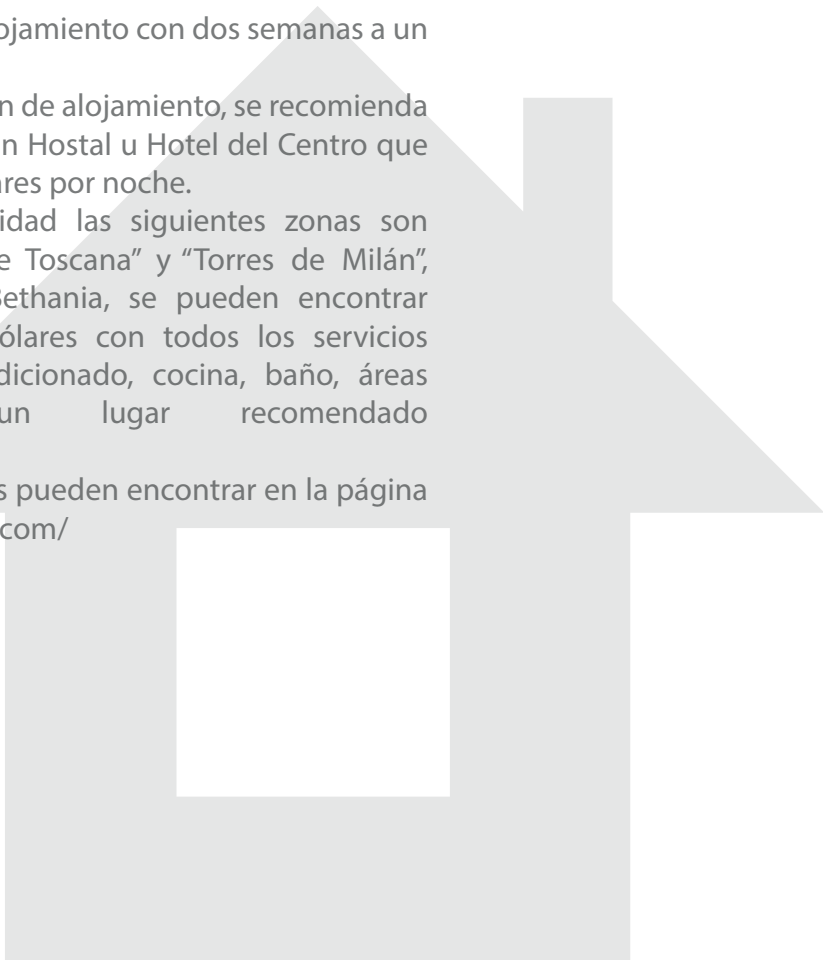 ojamiento con dos semanas a un
n de alojamiento, se recomienda
n Hostal u Hotel del Centro que
ares por noche.
idad las siguientes zonas son
e Toscana” y “Torres de Milán”,
Bethania, se pueden encontrar
ólares con todos los servicios
dicionado, cocina, baño, áreas
un lugar recomendado
s pueden encontrar en la página
.com/